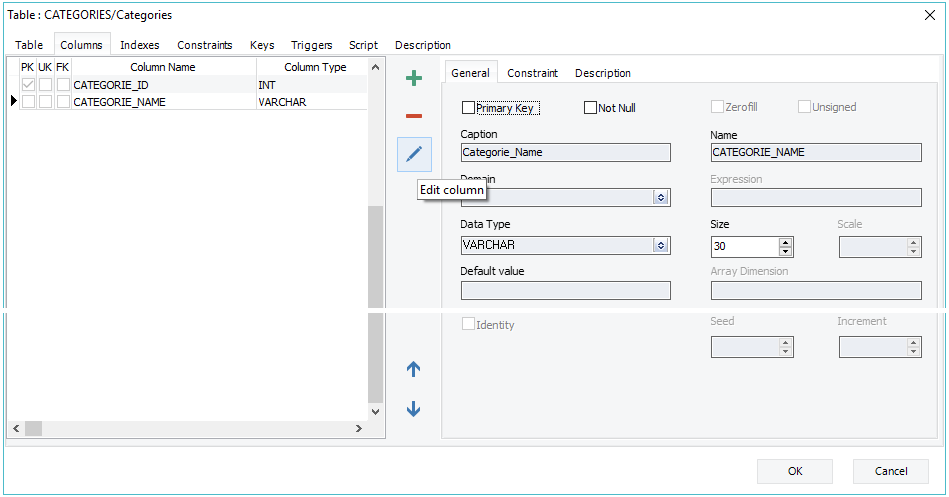 Table : CATEGORIES/Categories
Table Columns Indexes Constraints Keys Triggers Script Description
PK UK FK Column Name Column Type
CATEGORIE_ID INT
CATEGORIE_NAME VARCHAR
Edit column
General Constraint Description
Primary Key Not Null Zerofill Unsigned
Caption Name
Categorie_Name CATEGORIE_NAME
Domain Expression
Data Type Size Scale
VARCHAR 30
Default value Array Dimension
Identity Seed Increment
OK Cancel